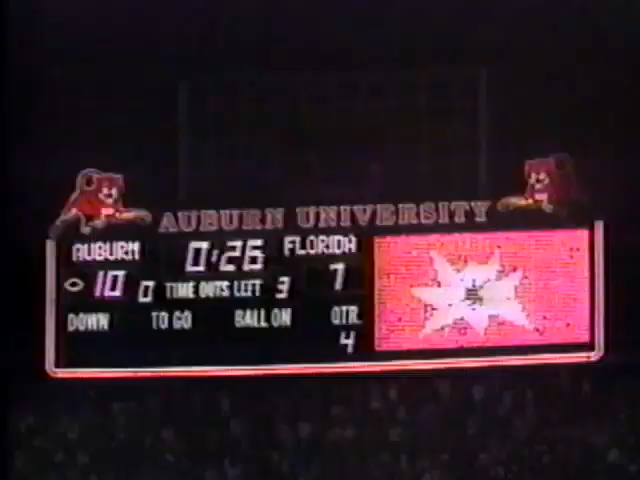 AUBURN UNIVERSITY
AUBURN 0:26 FLORIDA
10 0 TIME OUTS LEFT 3 7
DOWN TO GO BALL ON QTR.
4